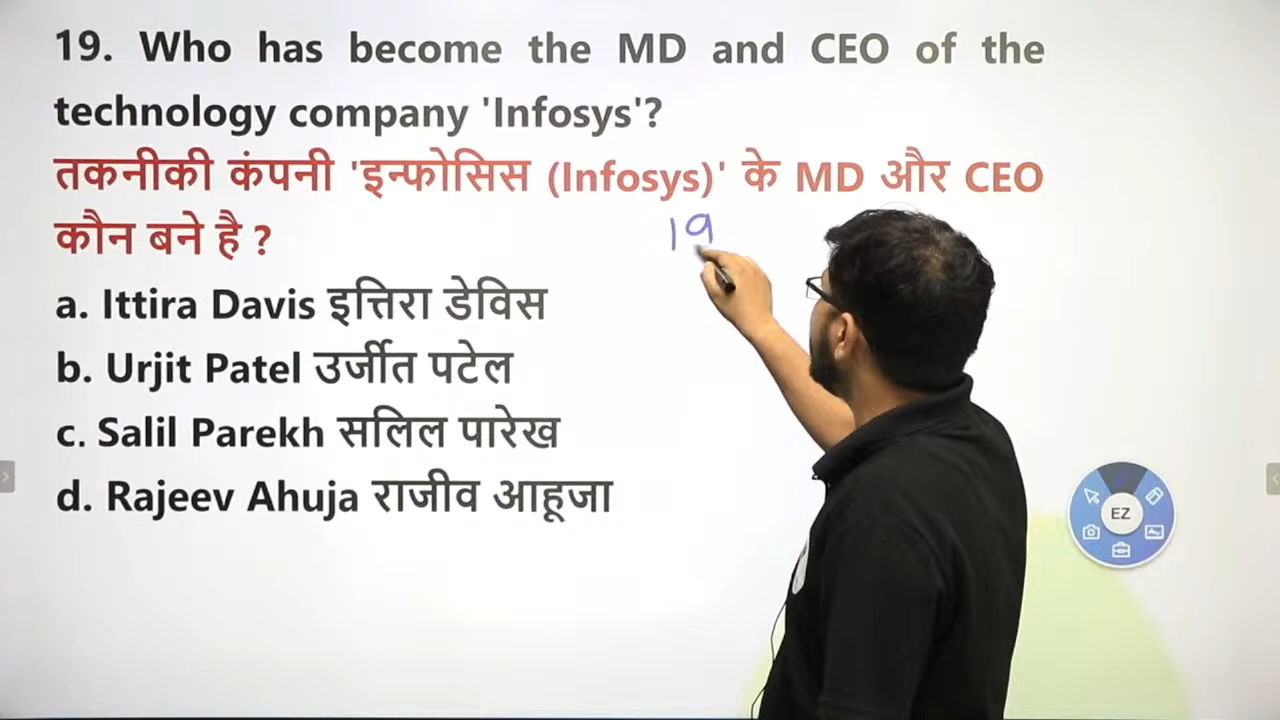 19. Who has become the MD and CEO of the
technology company 'Infosys'?
तकनीकी कंपनी 'इन्फोसिस (Infosys)' के MD और CEO
कौन बने है ?
19
a. Ittira Davis इत्तिरा डेविस
b. Urjit Patel उर्जीत पटेल
c. Salil Parekh सलिल पारेख
d. Rajeev Ahuja राजीव आहूजा
EZ